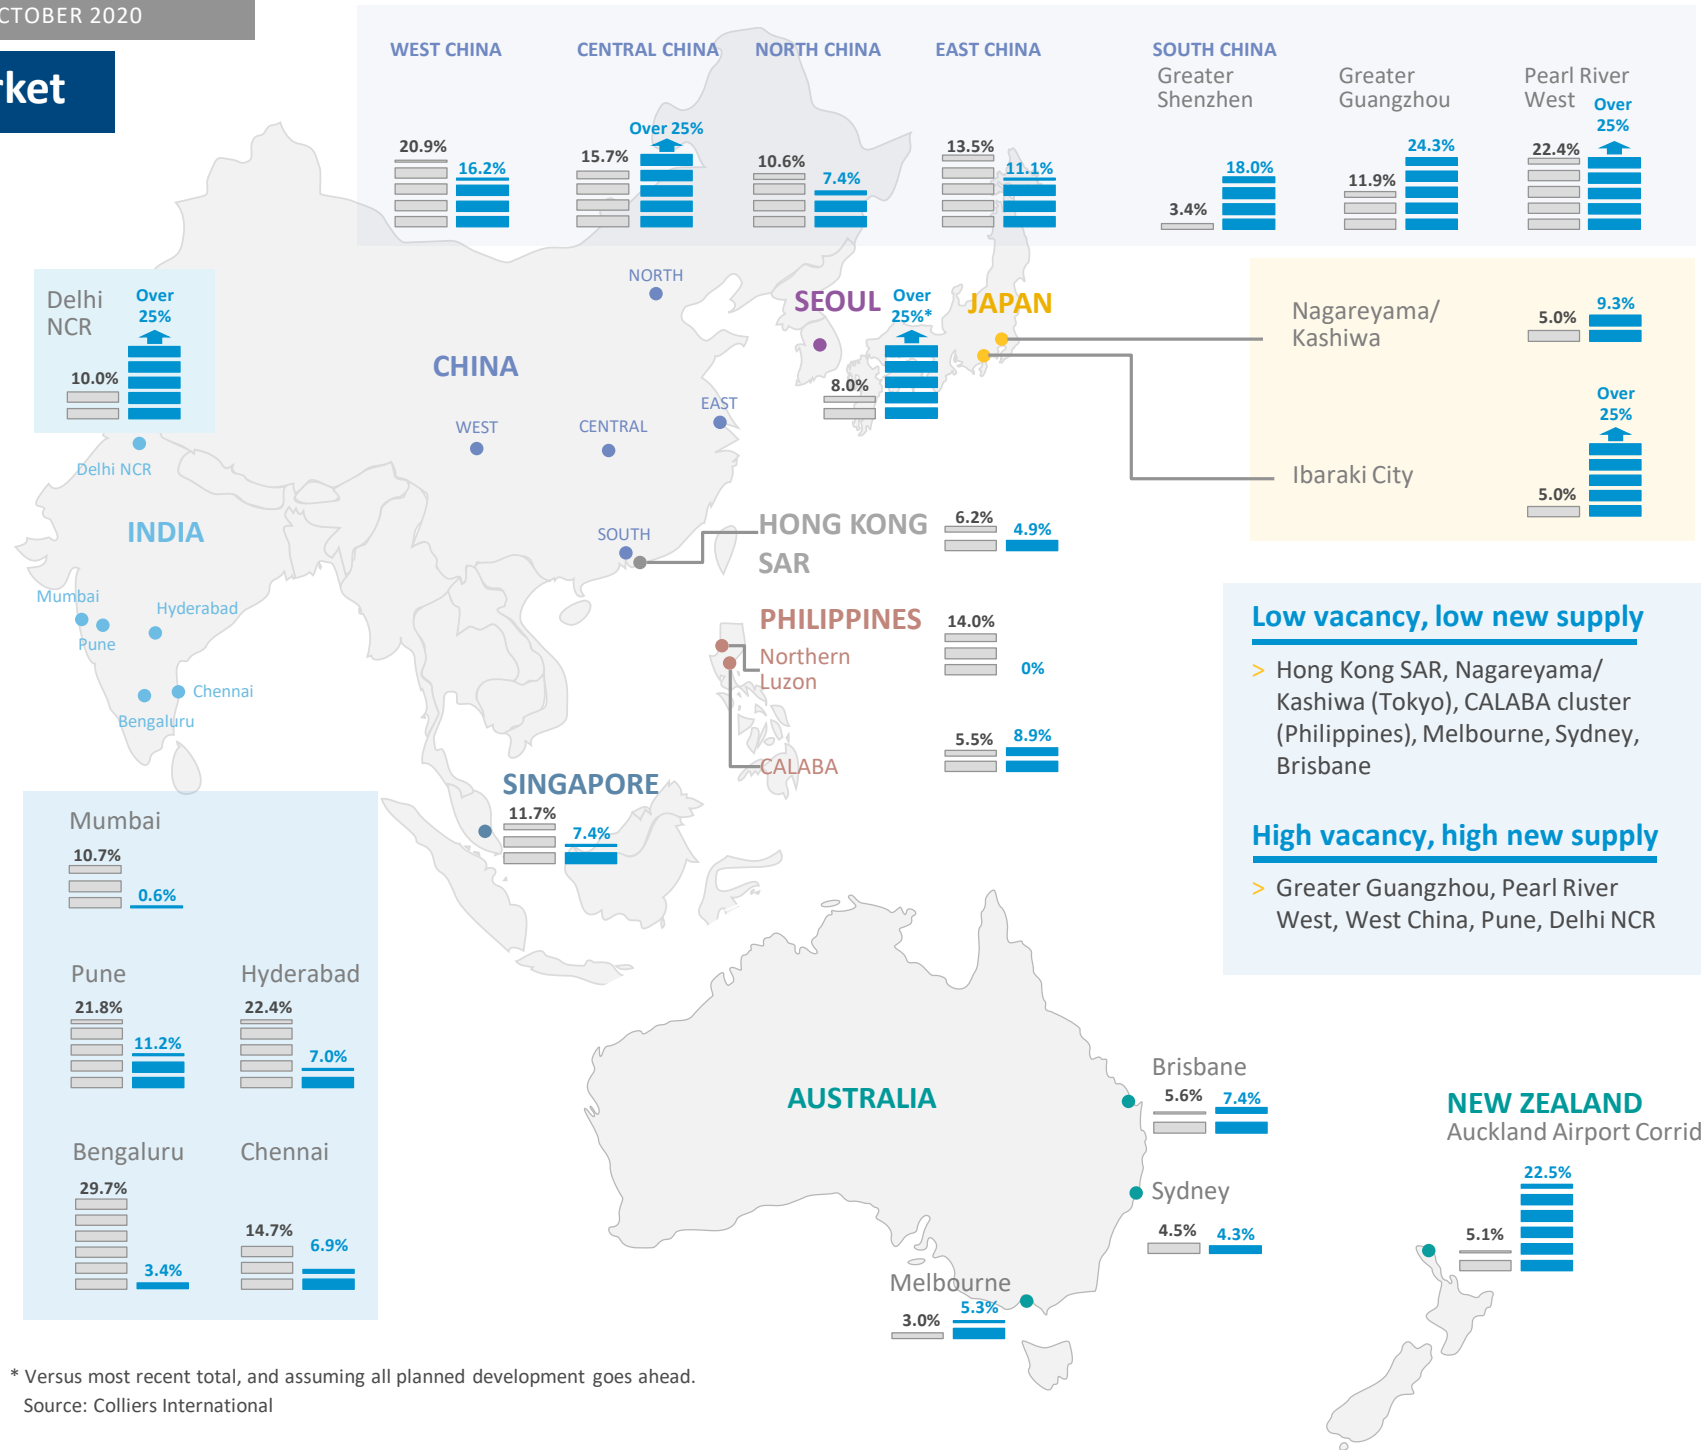 CTOBER 2020
rket
WEST CHINA
20.9%
16.2%
CENTRAL CHINA
15.7%
Over 25%
NORTH CHINA
10.6%
7.4%
EAST CHINA
13.5%
11.1%
SOUTH CHINA
Greater
Shenzhen
3.4%
18.0%
Greater
Guangzhou
11.9%
24.3%
Pearl River
West
22.4%
Over
25%
Delhi
NCR
10.0%
Over
25%
NORTH
CHINA
WEST
CENTRAL
EAST
SOUTH
SEOUL
8.0%
Over
25%*
JAPAN
Nagareyama/
Kashiwa
5.0%
9.3%
Ibaraki City
5.0%
Over
25%
Delhi NCR
INDIA
Mumbai
Pune
Hyderabad
Chennai
Bengaluru
HONG KONG
SAR
6.2%
4.9%
PHILIPPINES
Northern
Luzon
14.0%
0%
CALABA
5.5%
8.9%
SINGAPORE
11.7%
7.4%
Low vacancy, low new supply
> Hong Kong SAR, Nagareyama/
Kashiwa (Tokyo), CALABA cluster
(Philippines), Melbourne, Sydney,
Brisbane
High vacancy, high new supply
> Greater Guangzhou, Pearl River
West, West China, Pune, Delhi NCR
Mumbai
10.7%
0.6%
Pune
21.8%
11.2%
Hyderabad
22.4%
7.0%
Bengaluru
29.7%
3.4%
Chennai
14.7%
6.9%
AUSTRALIA
Brisbane
5.6%
7.4%
Sydney
4.5%
4.3%
Melbourne
3.0%
5.3%
NEW ZEALAND
Auckland Airport Corrid
5.1%
22.5%
* Versus most recent total, and assuming all planned development goes ahead.
Source: Colliers International